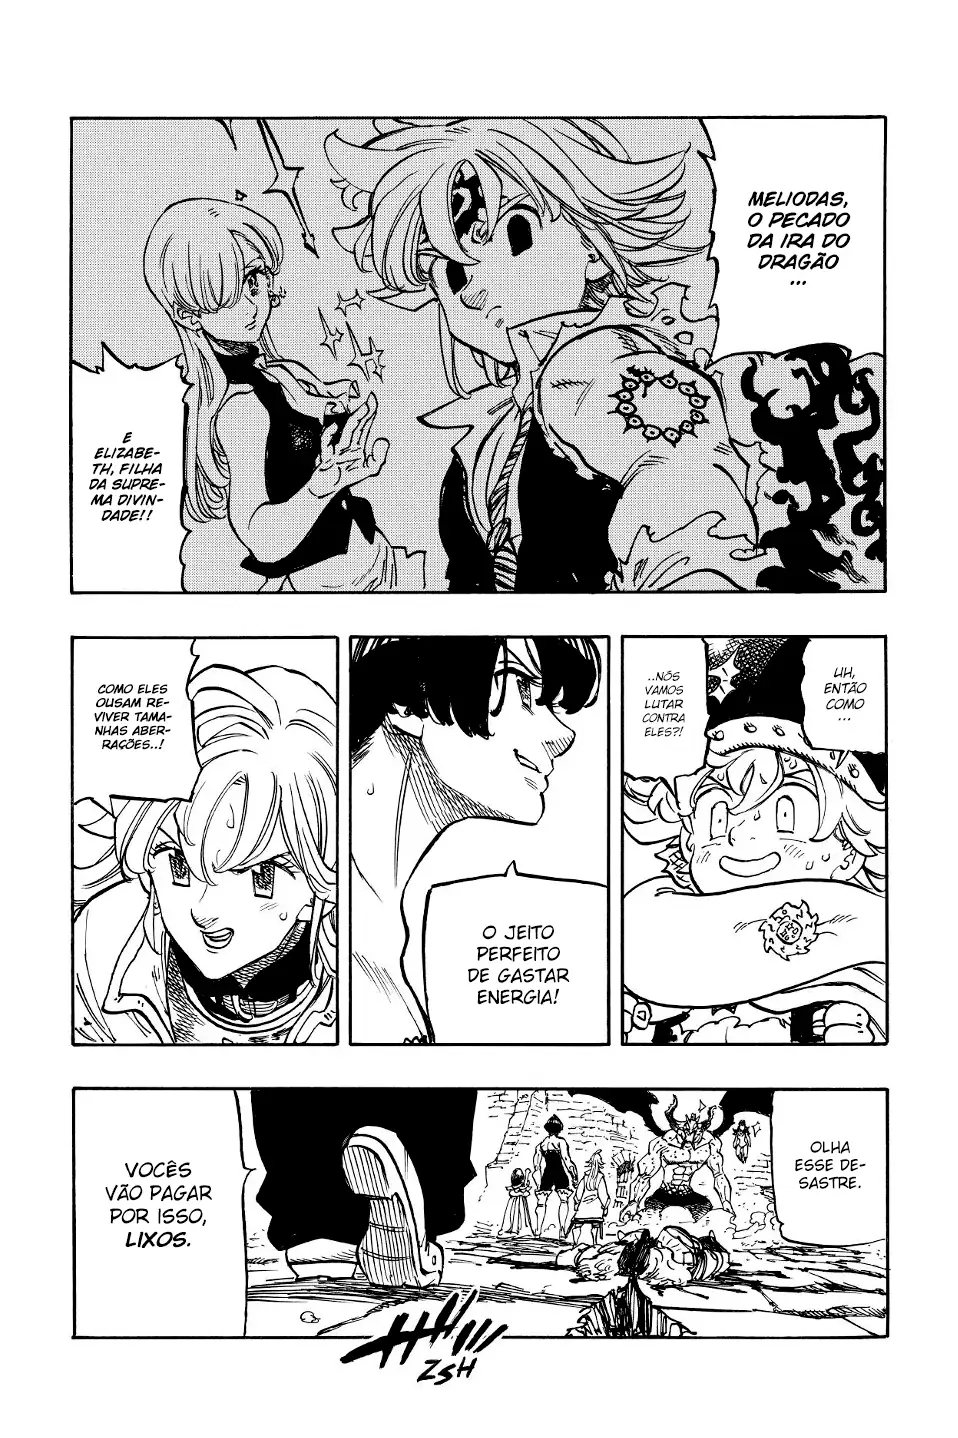 MELIODAS,
O PECADO
DA IRA DO
DRAGÃO
...
E
ELIZABE-
TH, FILHA
DA SUPRE-
MA DIVIN-
DADE!!
UH,
ENTÃO
COMO
...
..NÓS
VAMOS
LUTAR
CONTRA
ELES?!
O JEITO
PERFEITO
DE GASTAR
ENERGIA!
COMO ELES
OUSAM RE-
VIVER TAMA-
NHAS ABER-
RAÇÕES..!
OLHA
ESSE DE-
SASTRE.
VOCÊS
VÃO PAGAR
POR ISSO,
LIXOS.
ZSH